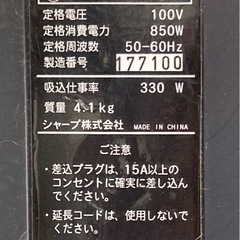 定格電圧 100V
定格消費電力 850W
定格周波数 50-60Hz
製造番号 177100
吸込仕事率 330 W
質量 4.1kg
シャープ株式会社 MADE IN CHINA
ご注意
・差込プラグは、15A以上の
コンセントに確実に差し込ん
でください。
・延長コードは、使用しないで
ください。